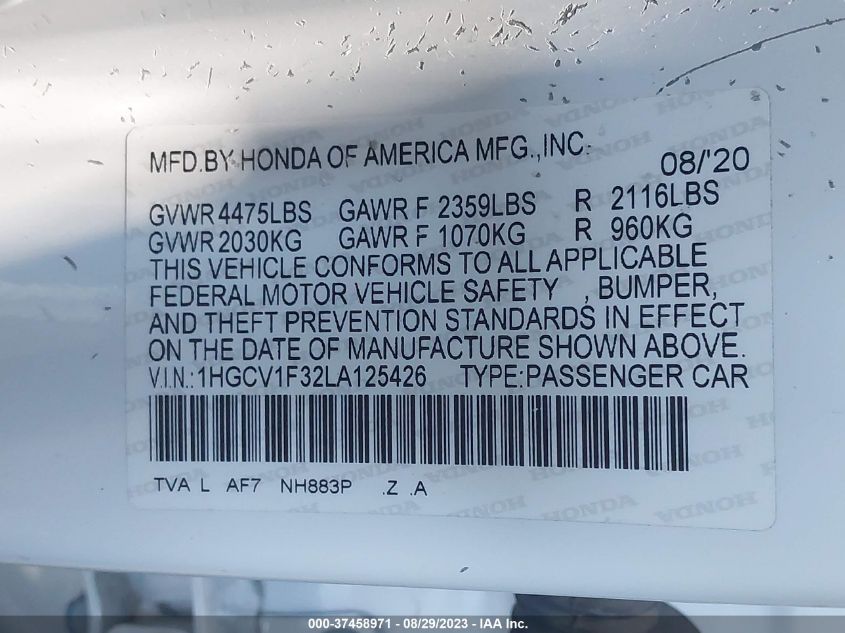 MFD.BY HONDA OF AMERICA MFG.,INC. 08/'20
GVWR 4475LBS GAWR F 2359LBS R 2116LBS
GVWR 2030KG GAWR F 1070KG R 960KG
THIS VEHICLE CONFORMS TO ALL APPLICABLE
FEDERAL MOTOR VEHICLE SAFETY , BUMPER,
AND THEFT PREVENTION STANDARDS IN EFFECT
ON THE DATE OF MANUFACTURE SHOWN ABOVE.
V.I.N.:1HGCV1F32LA125426 TYPE:PASSENGER CAR
TVA L AF7 NH883P .Z .A
000-37458971 - 08/29/2023 - IAA Inc.